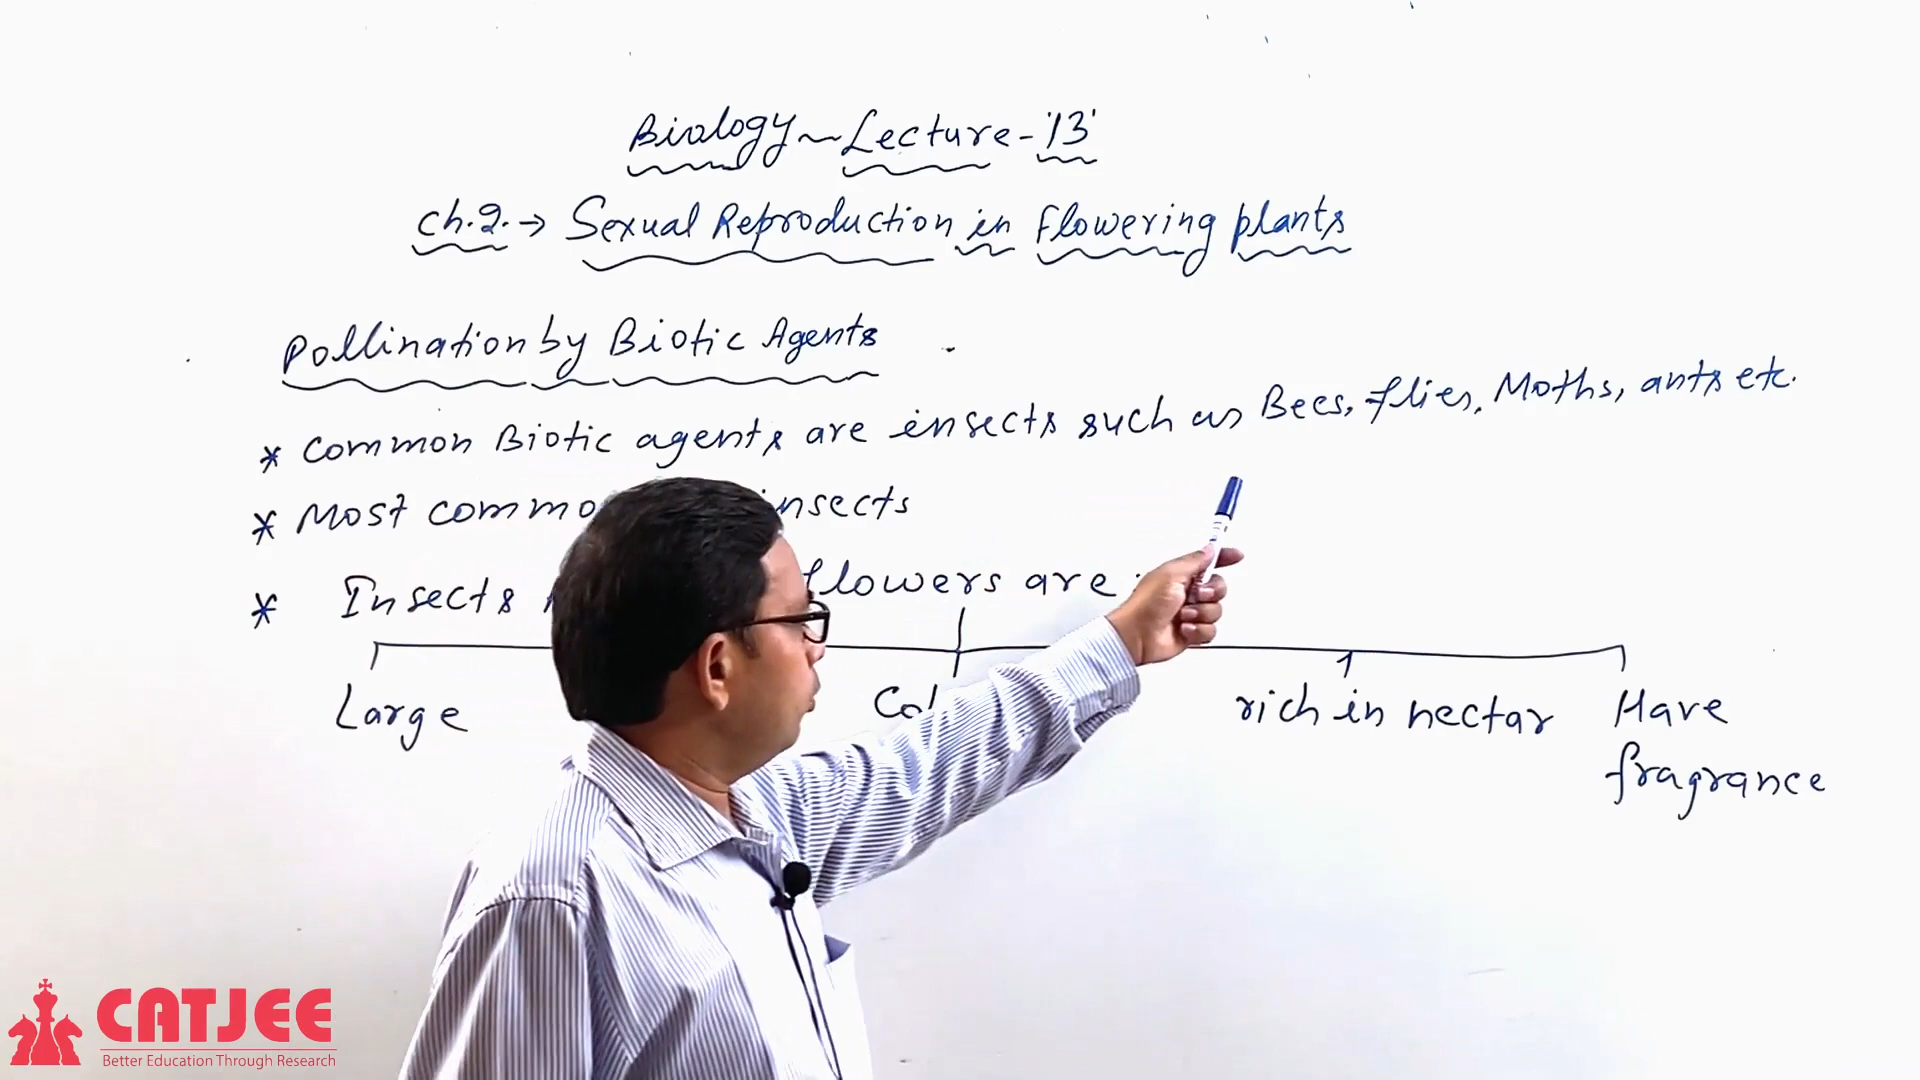 Biology ~ Lecture - '13'
Ch.2. → Sexual Reproduction in flowering plants
Pollination by Biotic Agents
* Common Biotic agents are insects such as Bees, flies, Moths, ants etc.
* Most insects
* Insects flowers are
Large rich in nectar Have
fragrance
CATJEE
Better Education Through Research